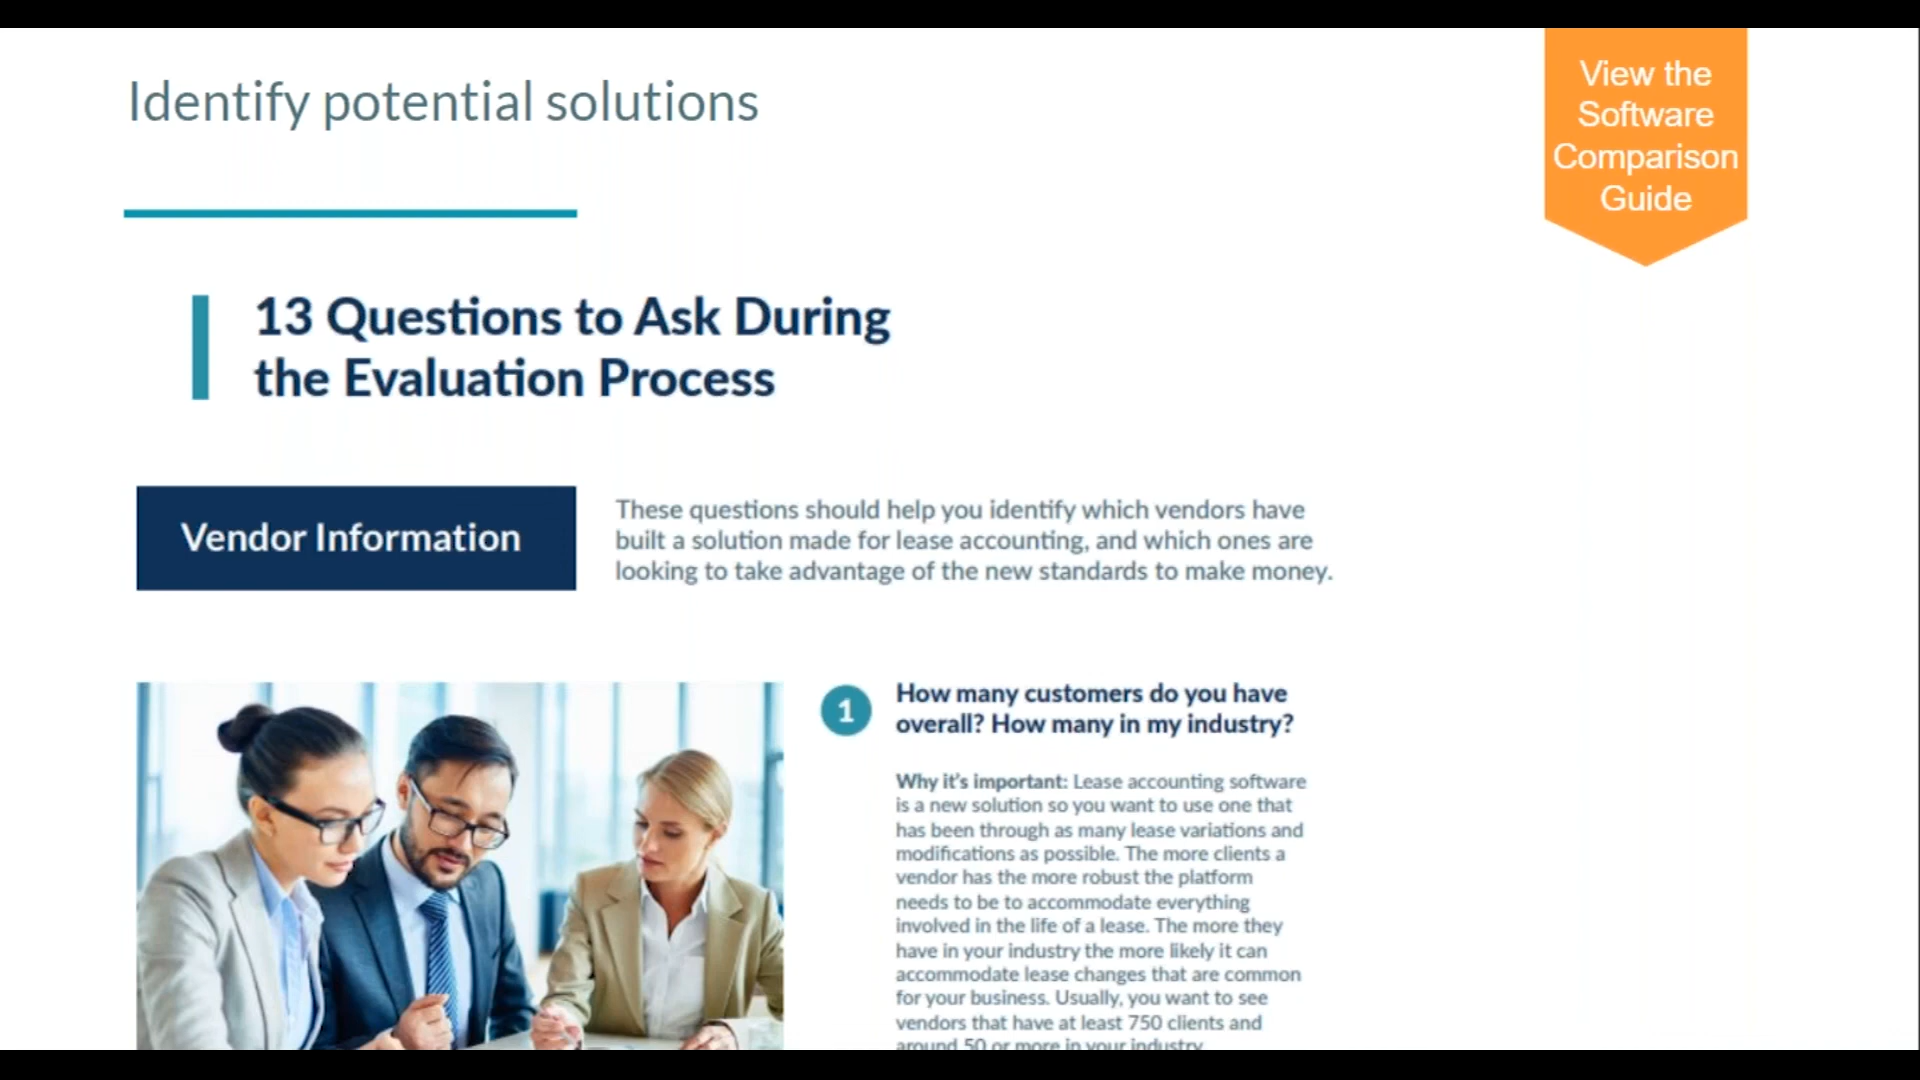 Identify potential solutions
View the
Software
Comparison
Guide
13 Questions to Ask During
the Evaluation Process
Vendor Information
These questions should help you identify which vendors have
built a solution made for lease accounting, and which ones are
looking to take advantage of the new standards to make money.
1
How many customers do you have
overall? How many in my industry?
Why it's important: Lease accounting software
is a new solution so you want to use one that
has been through as many lease variations and
modifications as possible. The more clients a
vendor has the more robust the platform
needs to be to accommodate everything
involved in the life of a lease. The more they
have in your industry the more likely it can
accommodate lease changes that are common
for your business. Usually, you want to see
vendors that have at least 750 clients and
around 50 or more in your industry.